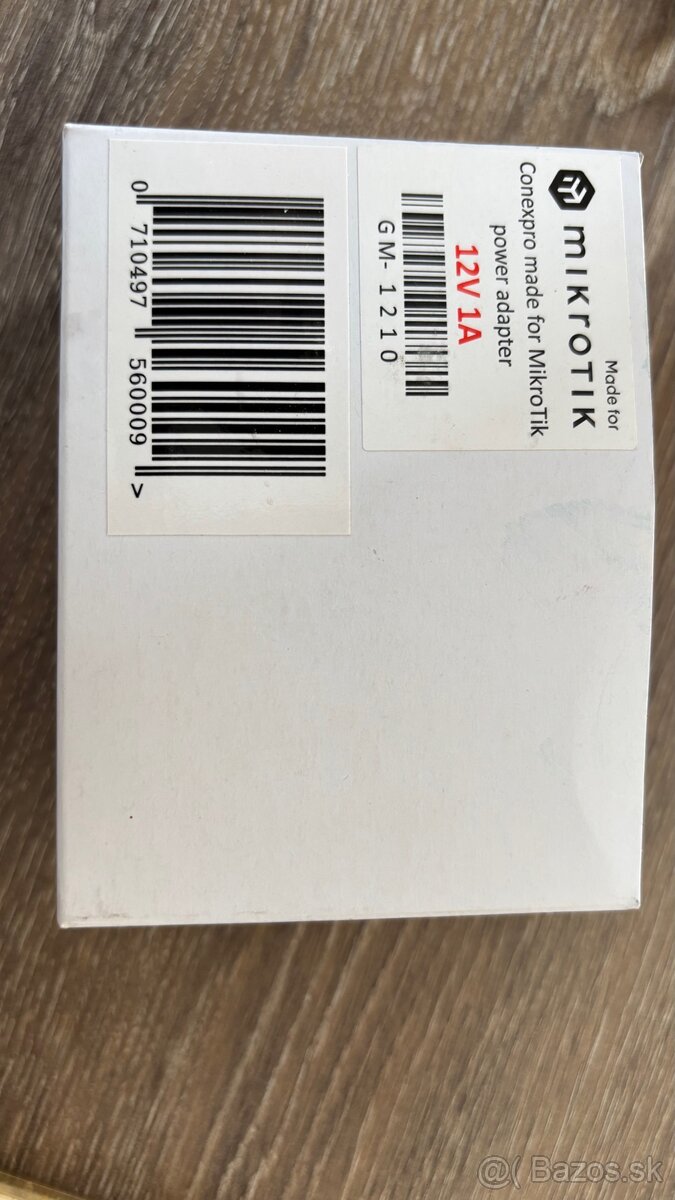 Made for
mikroTIK
Conexpro made for MikroTik
power adapter
12V 1A
GM-1210
0 710497 560009 >
@( Bazos.sk